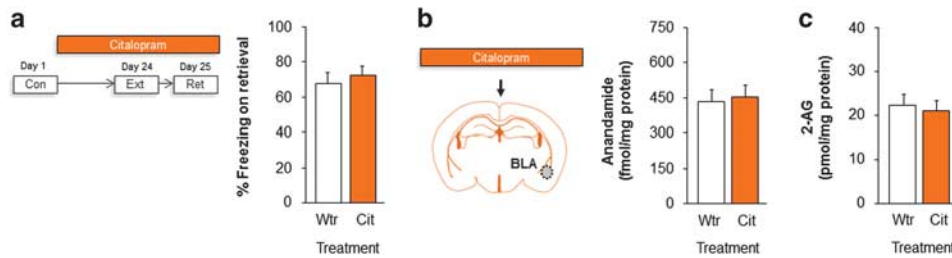 a
Citalopram
Day 1
Day 24
Day 25
Con
Ext
Ret
% Freezing on retrieval
100
80
60
40
20
0
Wtr Cit
Treatment
b
Citalopram
BLA
Anandamide
(fmol/mg protein)
750
600
450
300
150
0
Wtr Cit
Treatment
c
2-AG
(pmol/mg protein)
40
30
20
10
0
Wtr Cit
Treatment